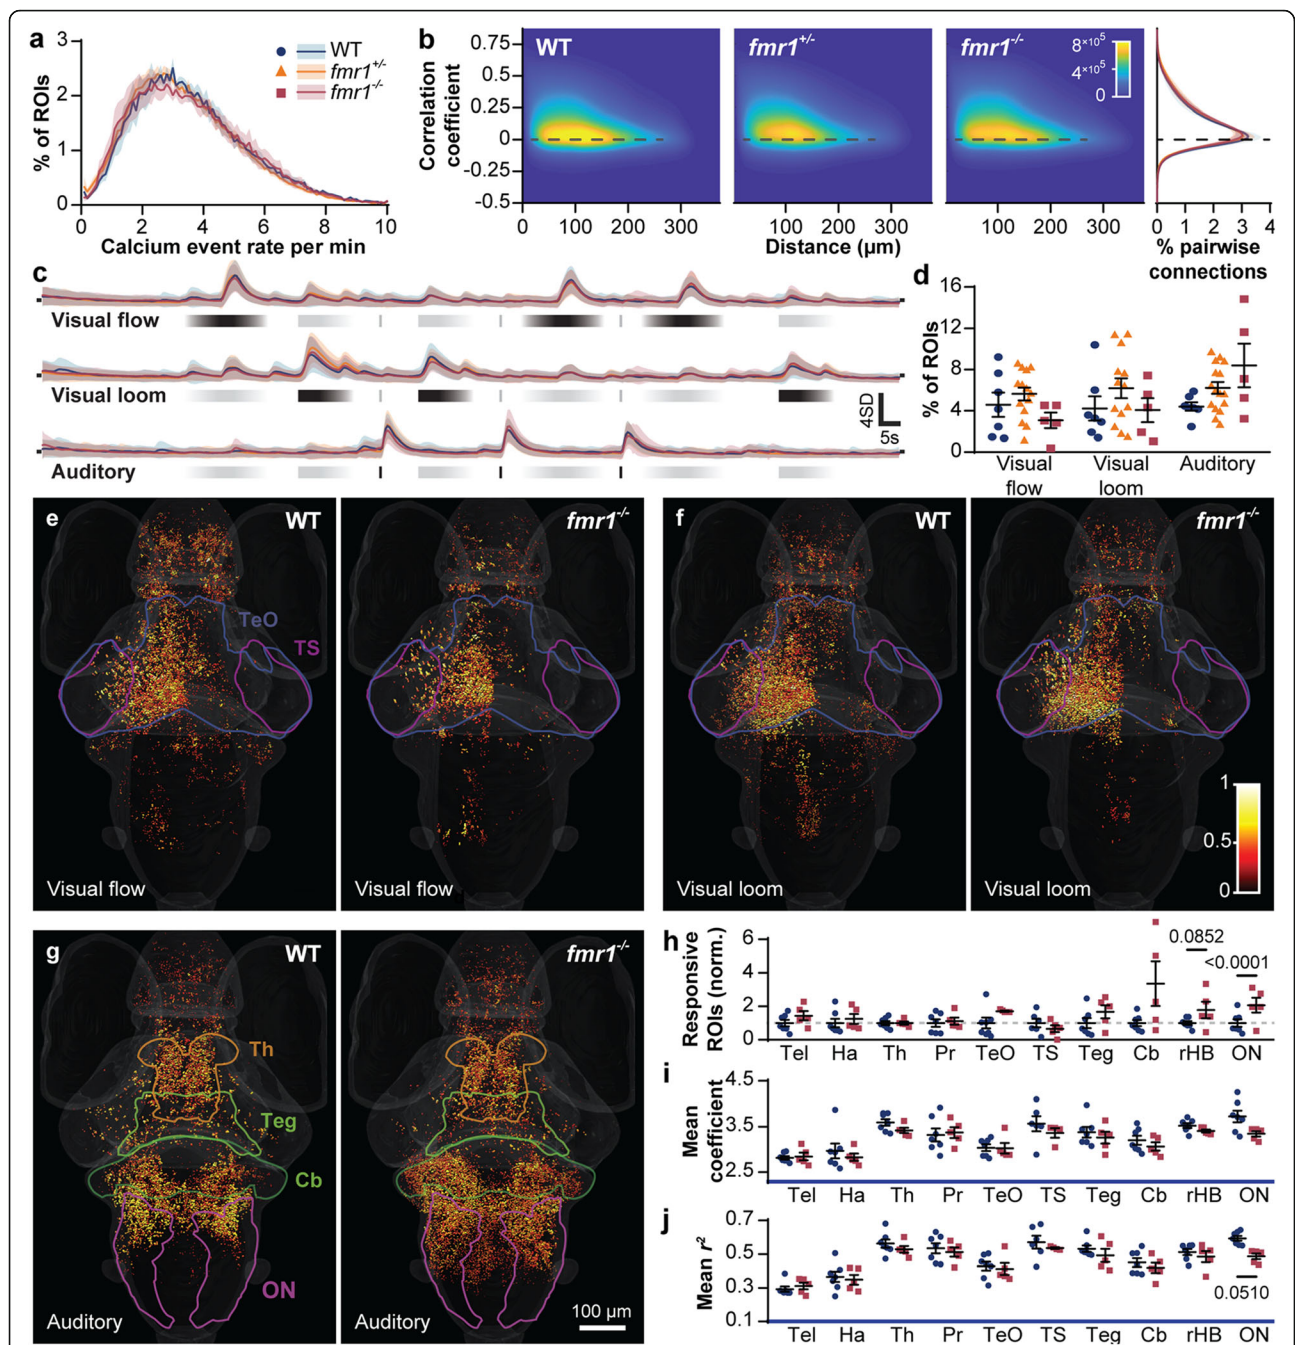 a
3
2
1
0
% of ROIs
0 2 4 6 8 10
Calcium event rate per min
WT
fmr1+/-
fmr1-/-
b
0.75
0.5
0.25
0
-0.25
-0.5
Correlation
coefficient
WT
fmr1+/-
fmr1-/-
8×10⁵
4×10⁵
0
0 100 200 300
100 200 300
100 200 300
Distance (µm)
0 1 2 3 4
% pairwise
connections
c
Visual flow
Visual loom
Auditory
4SD
5s
d
16
12
8
4
0
% of ROIs
Visual
flow
Visual
loom
Auditory
e
WT
TeO
TS
Visual flow
fmr1-/-
Visual flow
f
WT
Visual loom
fmr1-/-
1
0.5
0
Visual loom
g
WT
Th
Teg
Cb
ON
Auditory
fmr1-/-
Auditory
100 µm
h
Responsive
ROIs (norm.)
6
4
2
0
0.0852
<0.0001
Tel Ha Th Pr TeO TS Teg Cb rHB ON
i
Mean
coefficient
4.5
3.5
2.5
Tel Ha Th Pr TeO TS Teg Cb rHB ON
j
Mean r²
0.7
0.5
0.3
0.1
0.0510
Tel Ha Th Pr TeO TS Teg Cb rHB ON